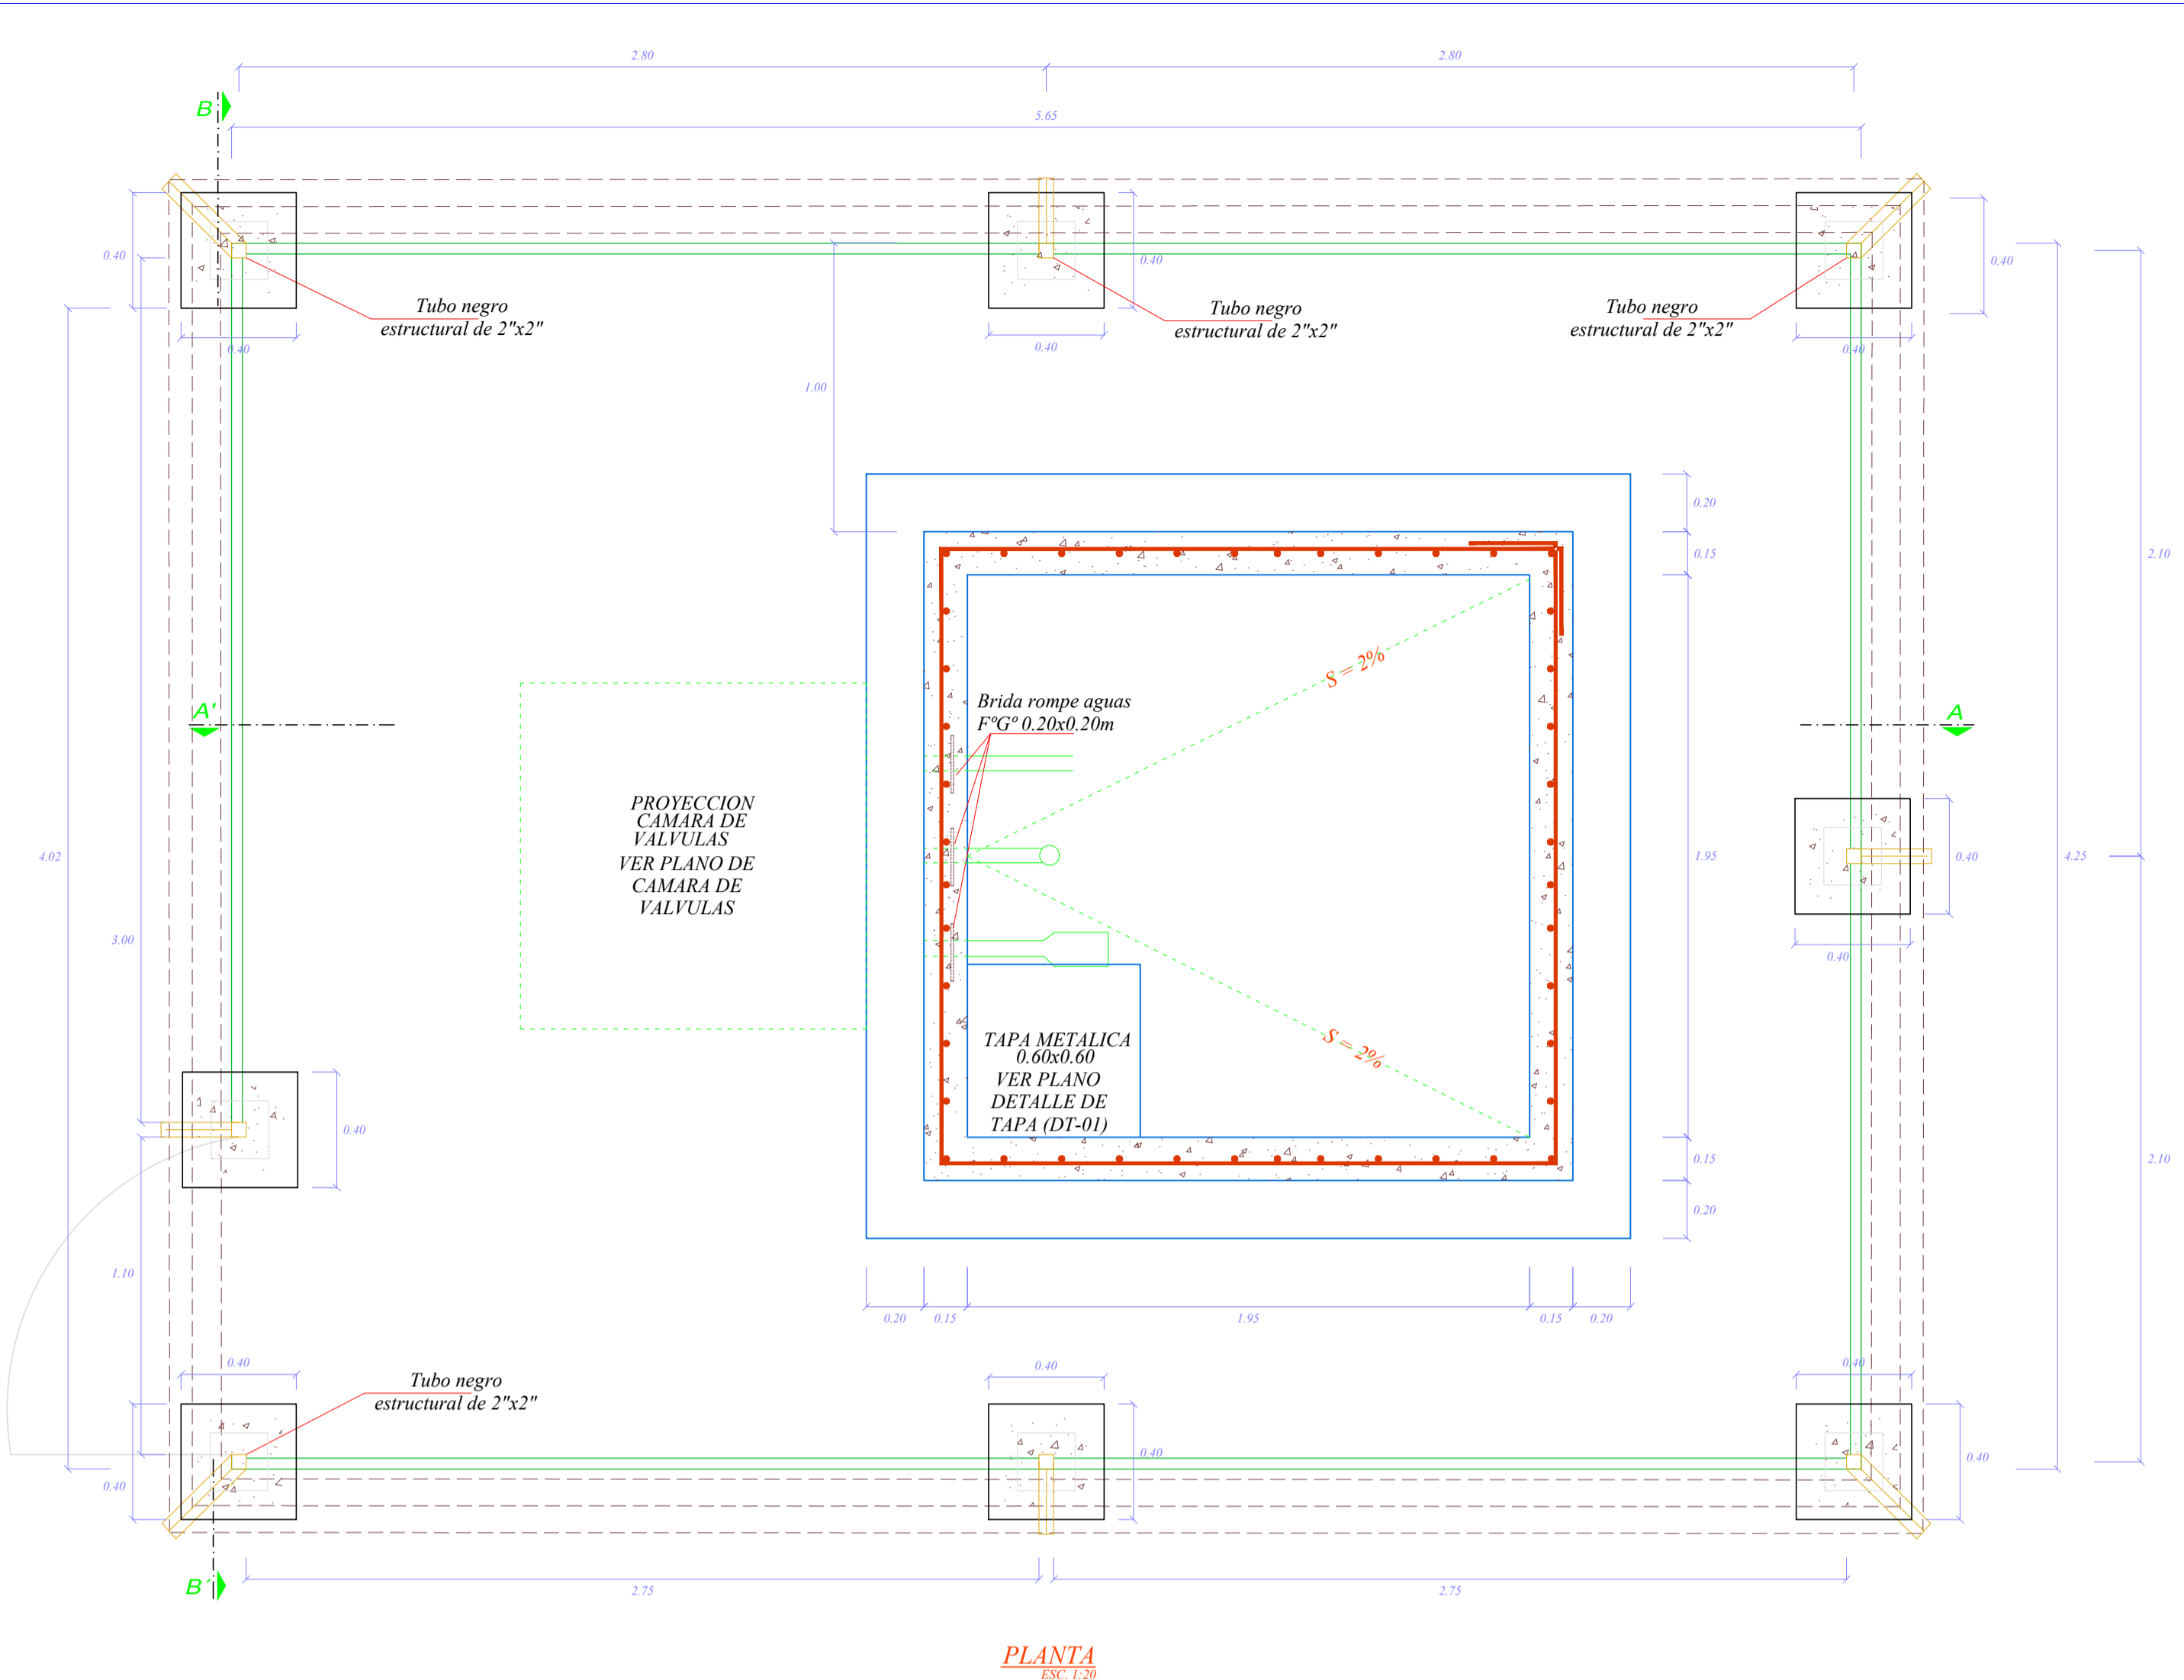 2.80
2.80
B
5.65
0.40
0.40
0.40
Tubo negro
estructural de 2"x2"
Tubo negro
estructural de 2"x2"
Tubo negro
estructural de 2"x2"
0.40
0.40
0.40
1.00
0.20
0.15
2.10
S = 2%
Brida rompe aguas
FºGº 0.20x0.20m
A'
A
PROYECCION
CAMARA DE
VALVULAS
VER PLANO DE
CAMARA DE
VALVULAS
4.02
1.95
0.40
4.25
3.00
0.40
S = 2%
TAPA METALICA
0.60x0.60
VER PLANO
DETALLE DE
TAPA (DT-01)
0.40
0.15
2.10
0.20
1.10
0.20
0.15
1.95
0.15
0.20
0.40
0.40
0.40
Tubo negro
estructural de 2"x2"
0.40
0.40
0.40
B´
2.75
2.75
PLANTA
ESC. 1:20